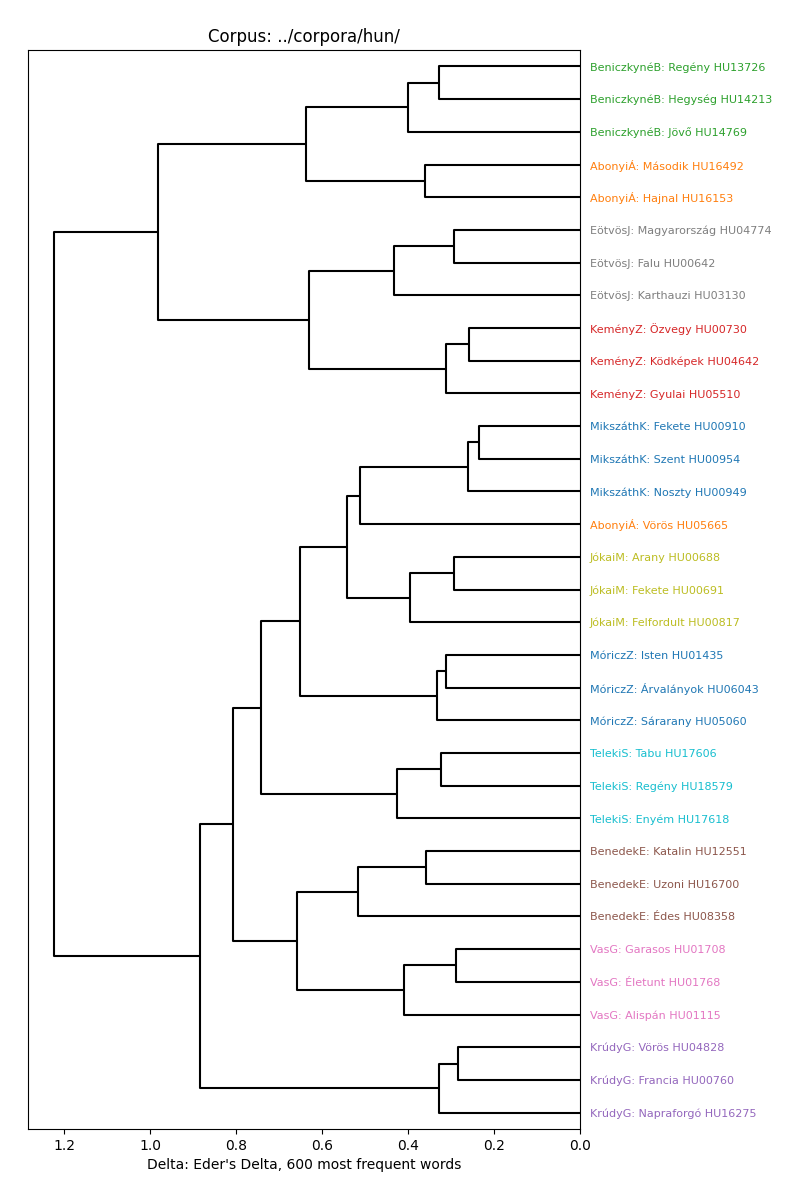 Corpus: ../corpora/hun/
BeniczkynéB: Regény HU13726
BeniczkynéB: Hegység HU14213
BeniczkynéB: Jövő HU14769
AbonyiÁ: Második HU16492
AbonyiÁ: Hajnal HU16153
EötvösJ: Magyarország HU04774
EötvösJ: Falu HU00642
EötvösJ: Karthauzi HU03130
KeményZ: Özvegy HU00730
KeményZ: Ködképek HU04642
KeményZ: Gyulai HU05510
MikszáthK: Fekete HU00910
MikszáthK: Szent HU00954
MikszáthK: Noszty HU00949
AbonyiÁ: Vörös HU05665
JókaiM: Arany HU00688
JókaiM: Fekete HU00691
JókaiM: Felfordult HU00817
MóriczZ: Isten HU01435
MóriczZ: Árvalányok HU06043
MóriczZ: Sárarany HU05060
TelekiS: Tabu HU17606
TelekiS: Regény HU18579
TelekiS: Enyém HU17618
BenedekE: Katalin HU12551
BenedekE: Uzoni HU16700
BenedekE: Édes HU08358
VasG: Garasos HU01708
VasG: Életunt HU01768
VasG: Alispán HU01115
KrúdyG: Vörös HU04828
KrúdyG: Francia HU00760
KrúdyG: Napraforgó HU16275
1.2 1.0 0.8 0.6 0.4 0.2 0.0
Delta: Eder's Delta, 600 most frequent words